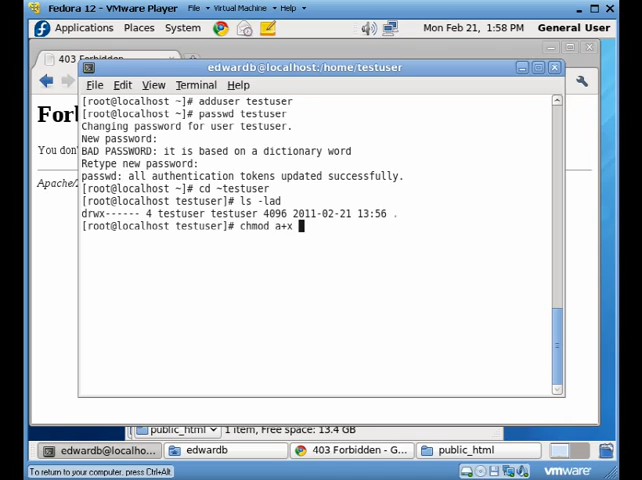 Fedora 12 - VMware Player File Virtual Machine Help
Applications Places System Mon Feb 21, 1:58 PM General User
403 Forbidden
edwardb@localhost:/home/testuser
File Edit View Terminal Help
For
You don'
Apache/
[root@localhost ~]# adduser testuser
[root@localhost ~]# passwd testuser
Changing password for user testuser.
New password:
BAD PASSWORD: it is based on a dictionary word
Retype new password:
passwd: all authentication tokens updated successfully.
[root@localhost ~]# cd ~testuser
[root@localhost testuser]# ls -lad
drwx------ 4 testuser testuser 4096 2011-02-21 13:56 .
[root@localhost testuser]# chmod a+x
public_html 1 item, Free space: 13.4 GB
edwardb@localho... edwardb 403 Forbidden - G... public_html
To return to your computer, press Ctrl+Alt
vmware